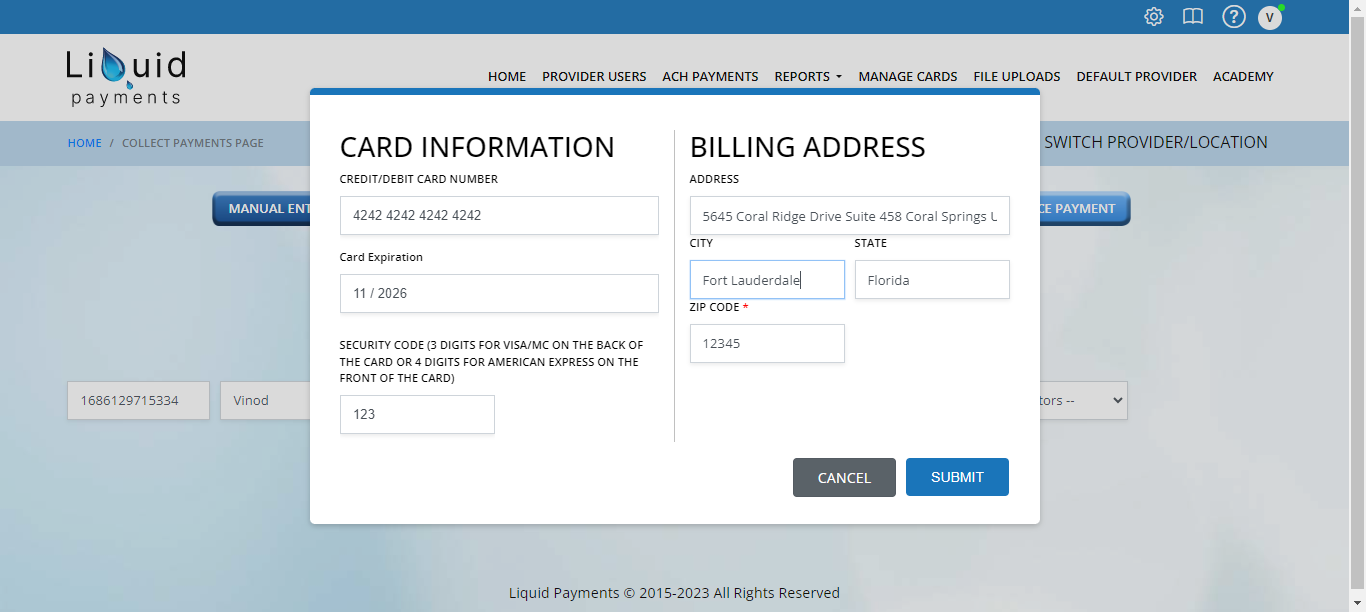 V
Liquid
payments
HOME PROVIDER USERS ACH PAYMENTS REPORTS MANAGE CARDS FILE UPLOADS DEFAULT PROVIDER ACADEMY
HOME / COLLECT PAYMENTS PAGE
SWITCH PROVIDER/LOCATION
MANUAL ENT
CE PAYMENT
CARD INFORMATION
CREDIT/DEBIT CARD NUMBER
4242 4242 4242 4242
Card Expiration
11 / 2026
SECURITY CODE (3 DIGITS FOR VISA/MC ON THE BACK OF
THE CARD OR 4 DIGITS FOR AMERICAN EXPRESS ON THE
FRONT OF THE CARD)
123
BILLING ADDRESS
ADDRESS
5645 Coral Ridge Drive Suite 458 Coral Springs U
CITY STATE
Fort Lauderdale Florida
ZIP CODE *
12345
CANCEL SUBMIT
1686129715334 Vinod tors --
Liquid Payments © 2015-2023 All Rights Reserved